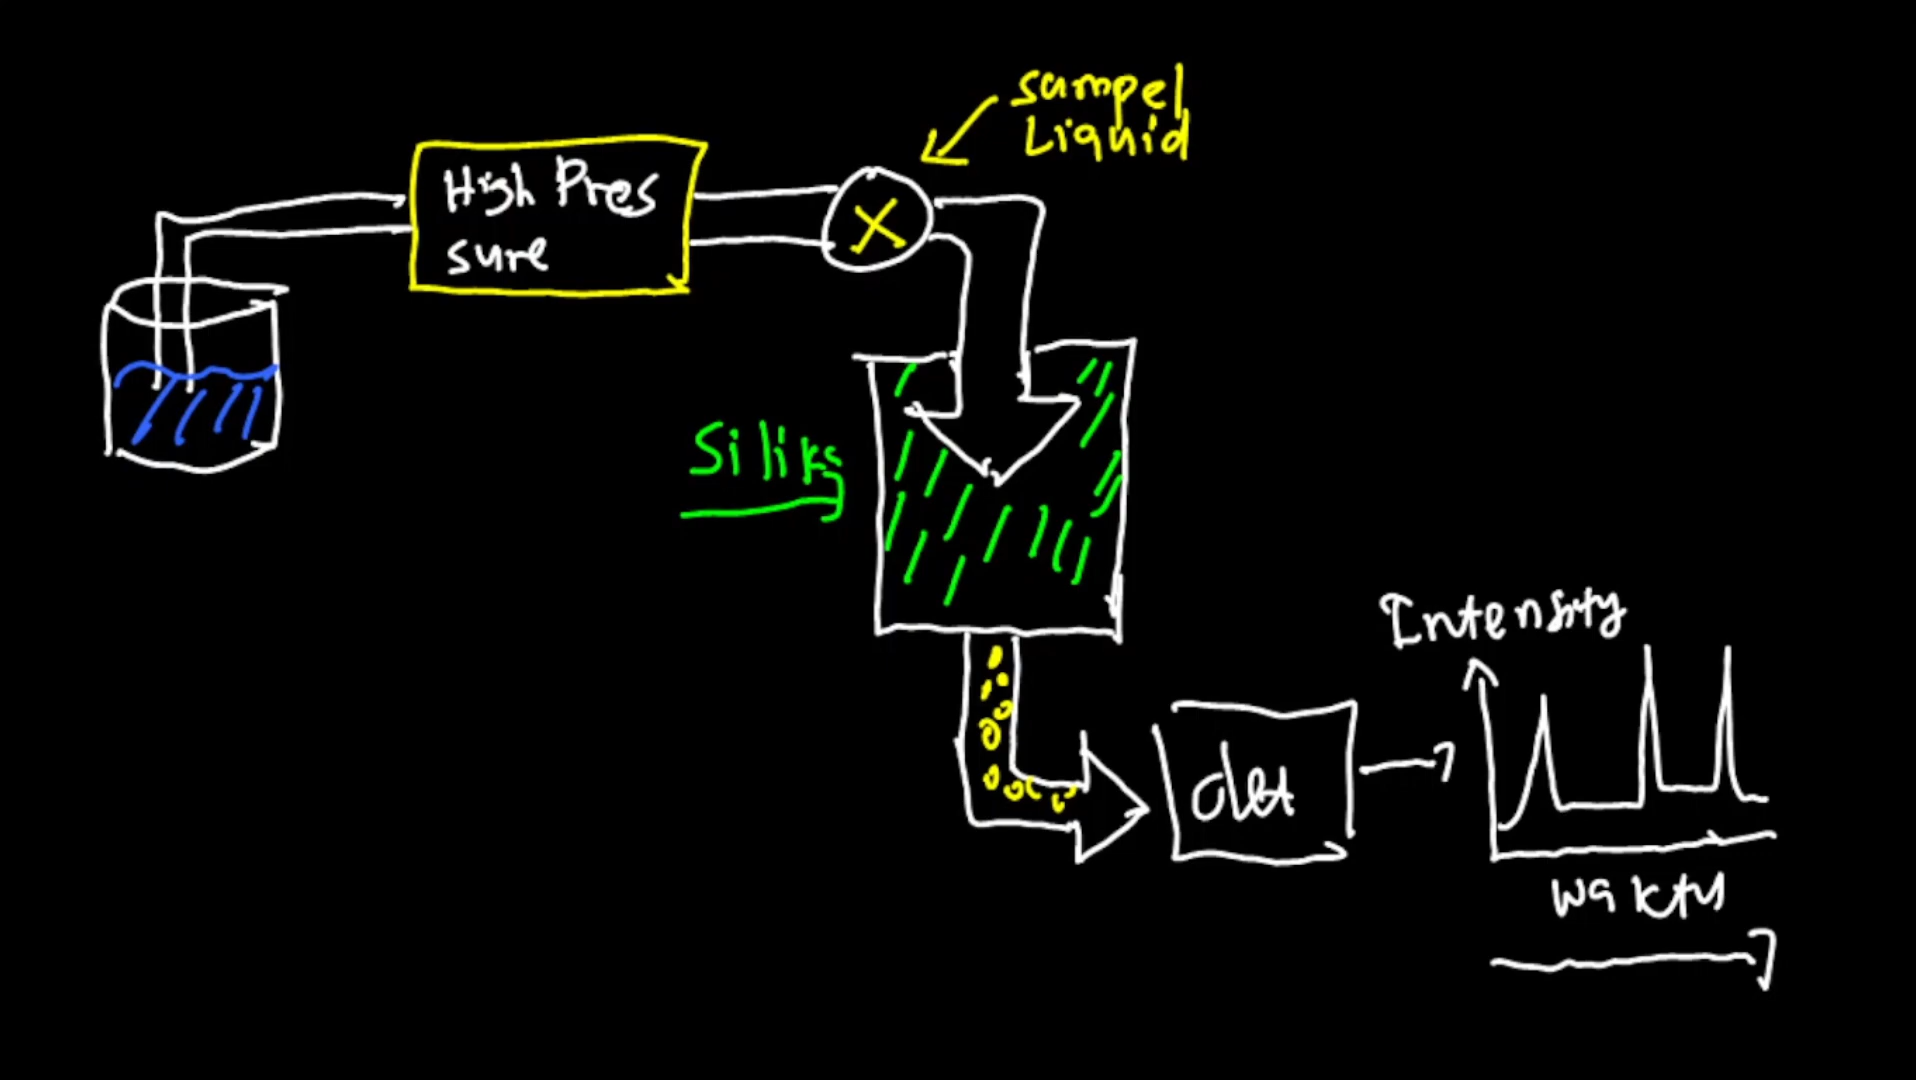 sampel
Liquid
High Pres
sure
X
Silika
Intensity
det
waktu